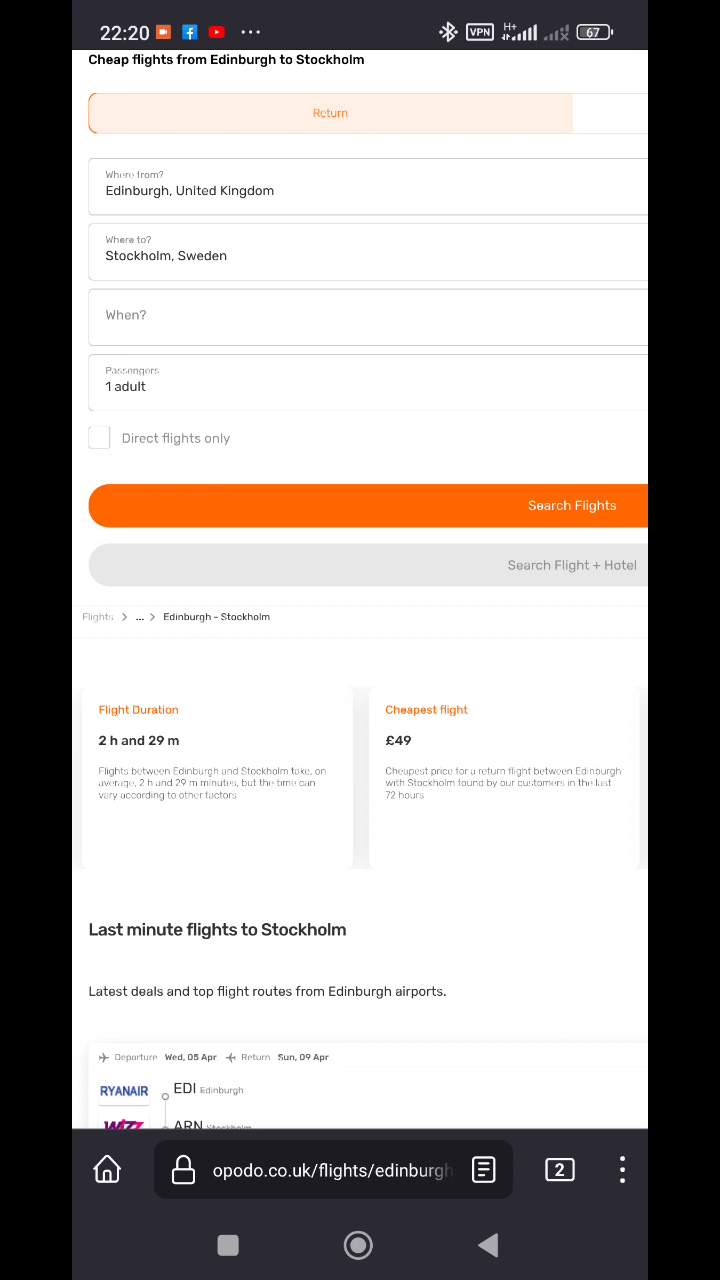 22:20
VPN
H+
67
Cheap flights from Edinburgh to Stockholm
Return
Where from?
Edinburgh, United Kingdom
Where to?
Stockholm, Sweden
When?
Passengers
1 adult
Direct flights only
Search Flights
Search Flight + Hotel
Flights > ... > Edinburgh - Stockholm
Flight Duration
2 h and 29 m
Flights between Edinburgh and Stockholm take, on
average, 2 h and 29 m minutes, but the time can
vary according to other factors
Cheapest flight
£49
Cheapest price for a return flight between Edinburgh
with Stockholm found by our customers in the last
72 hours
Last minute flights to Stockholm
Latest deals and top flight routes from Edinburgh airports.
Departure Wed, 05 Apr Return Sun, 09 Apr
RYANAIR
EDI Edinburgh
WIZZ
ARN Stockholm
opodo.co.uk/flights/edinburgh
2